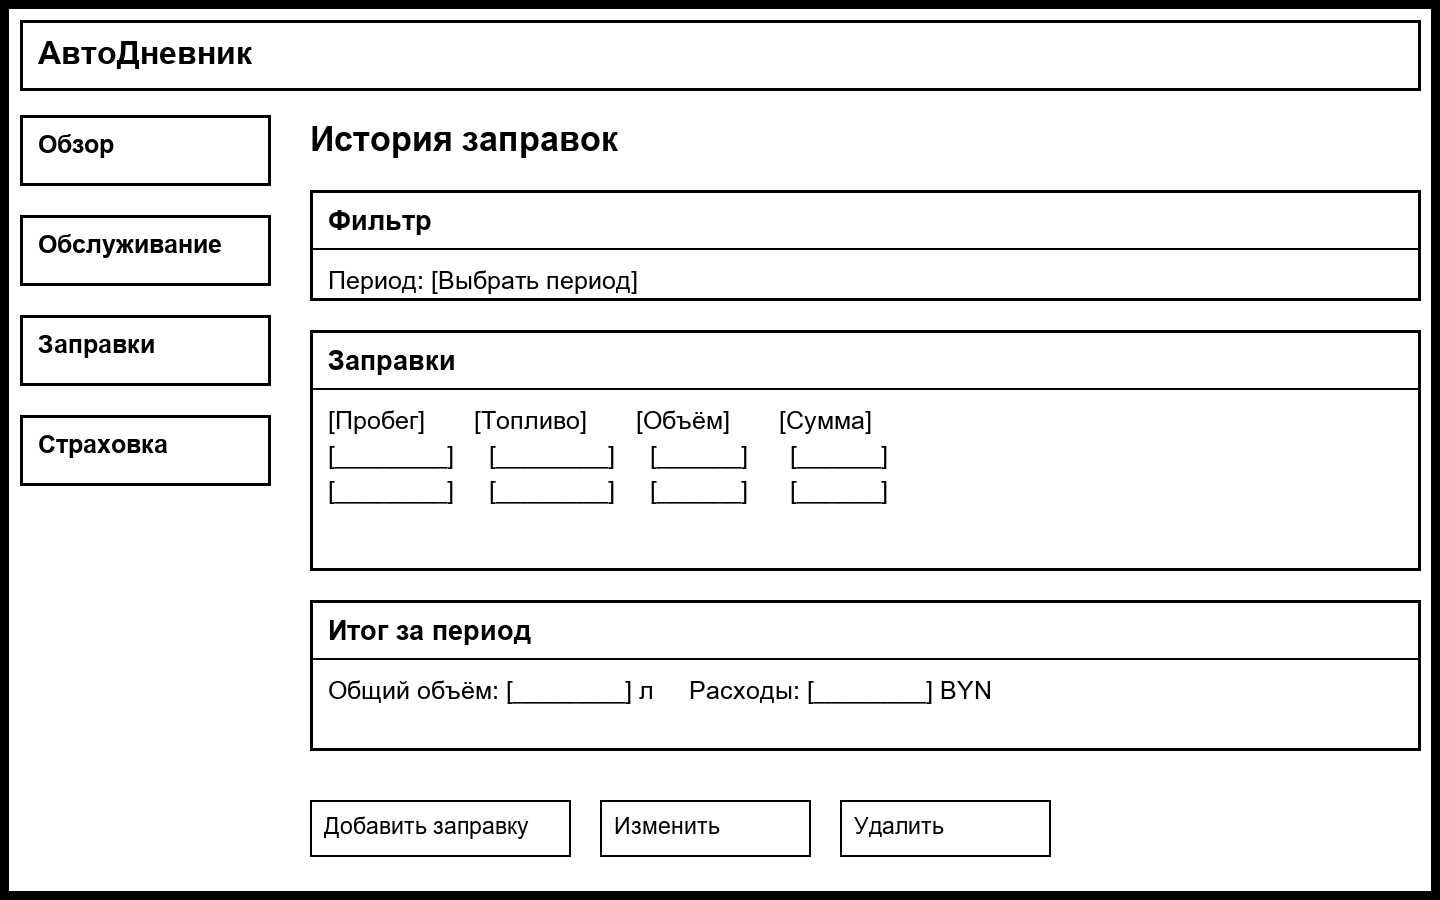 АвтоДневник
Обзор
Обслуживание
Заправки
Страховка
История заправок
Фильтр
Период: [Выбрать период]
Заправки
[Пробег] [Топливо] [Объём] [Сумма]
[________] [________] [______] [______]
[________] [________] [______] [______]
Итог за период
Общий объём: [________] л Расходы: [________] BYN
Добавить заправку Изменить Удалить